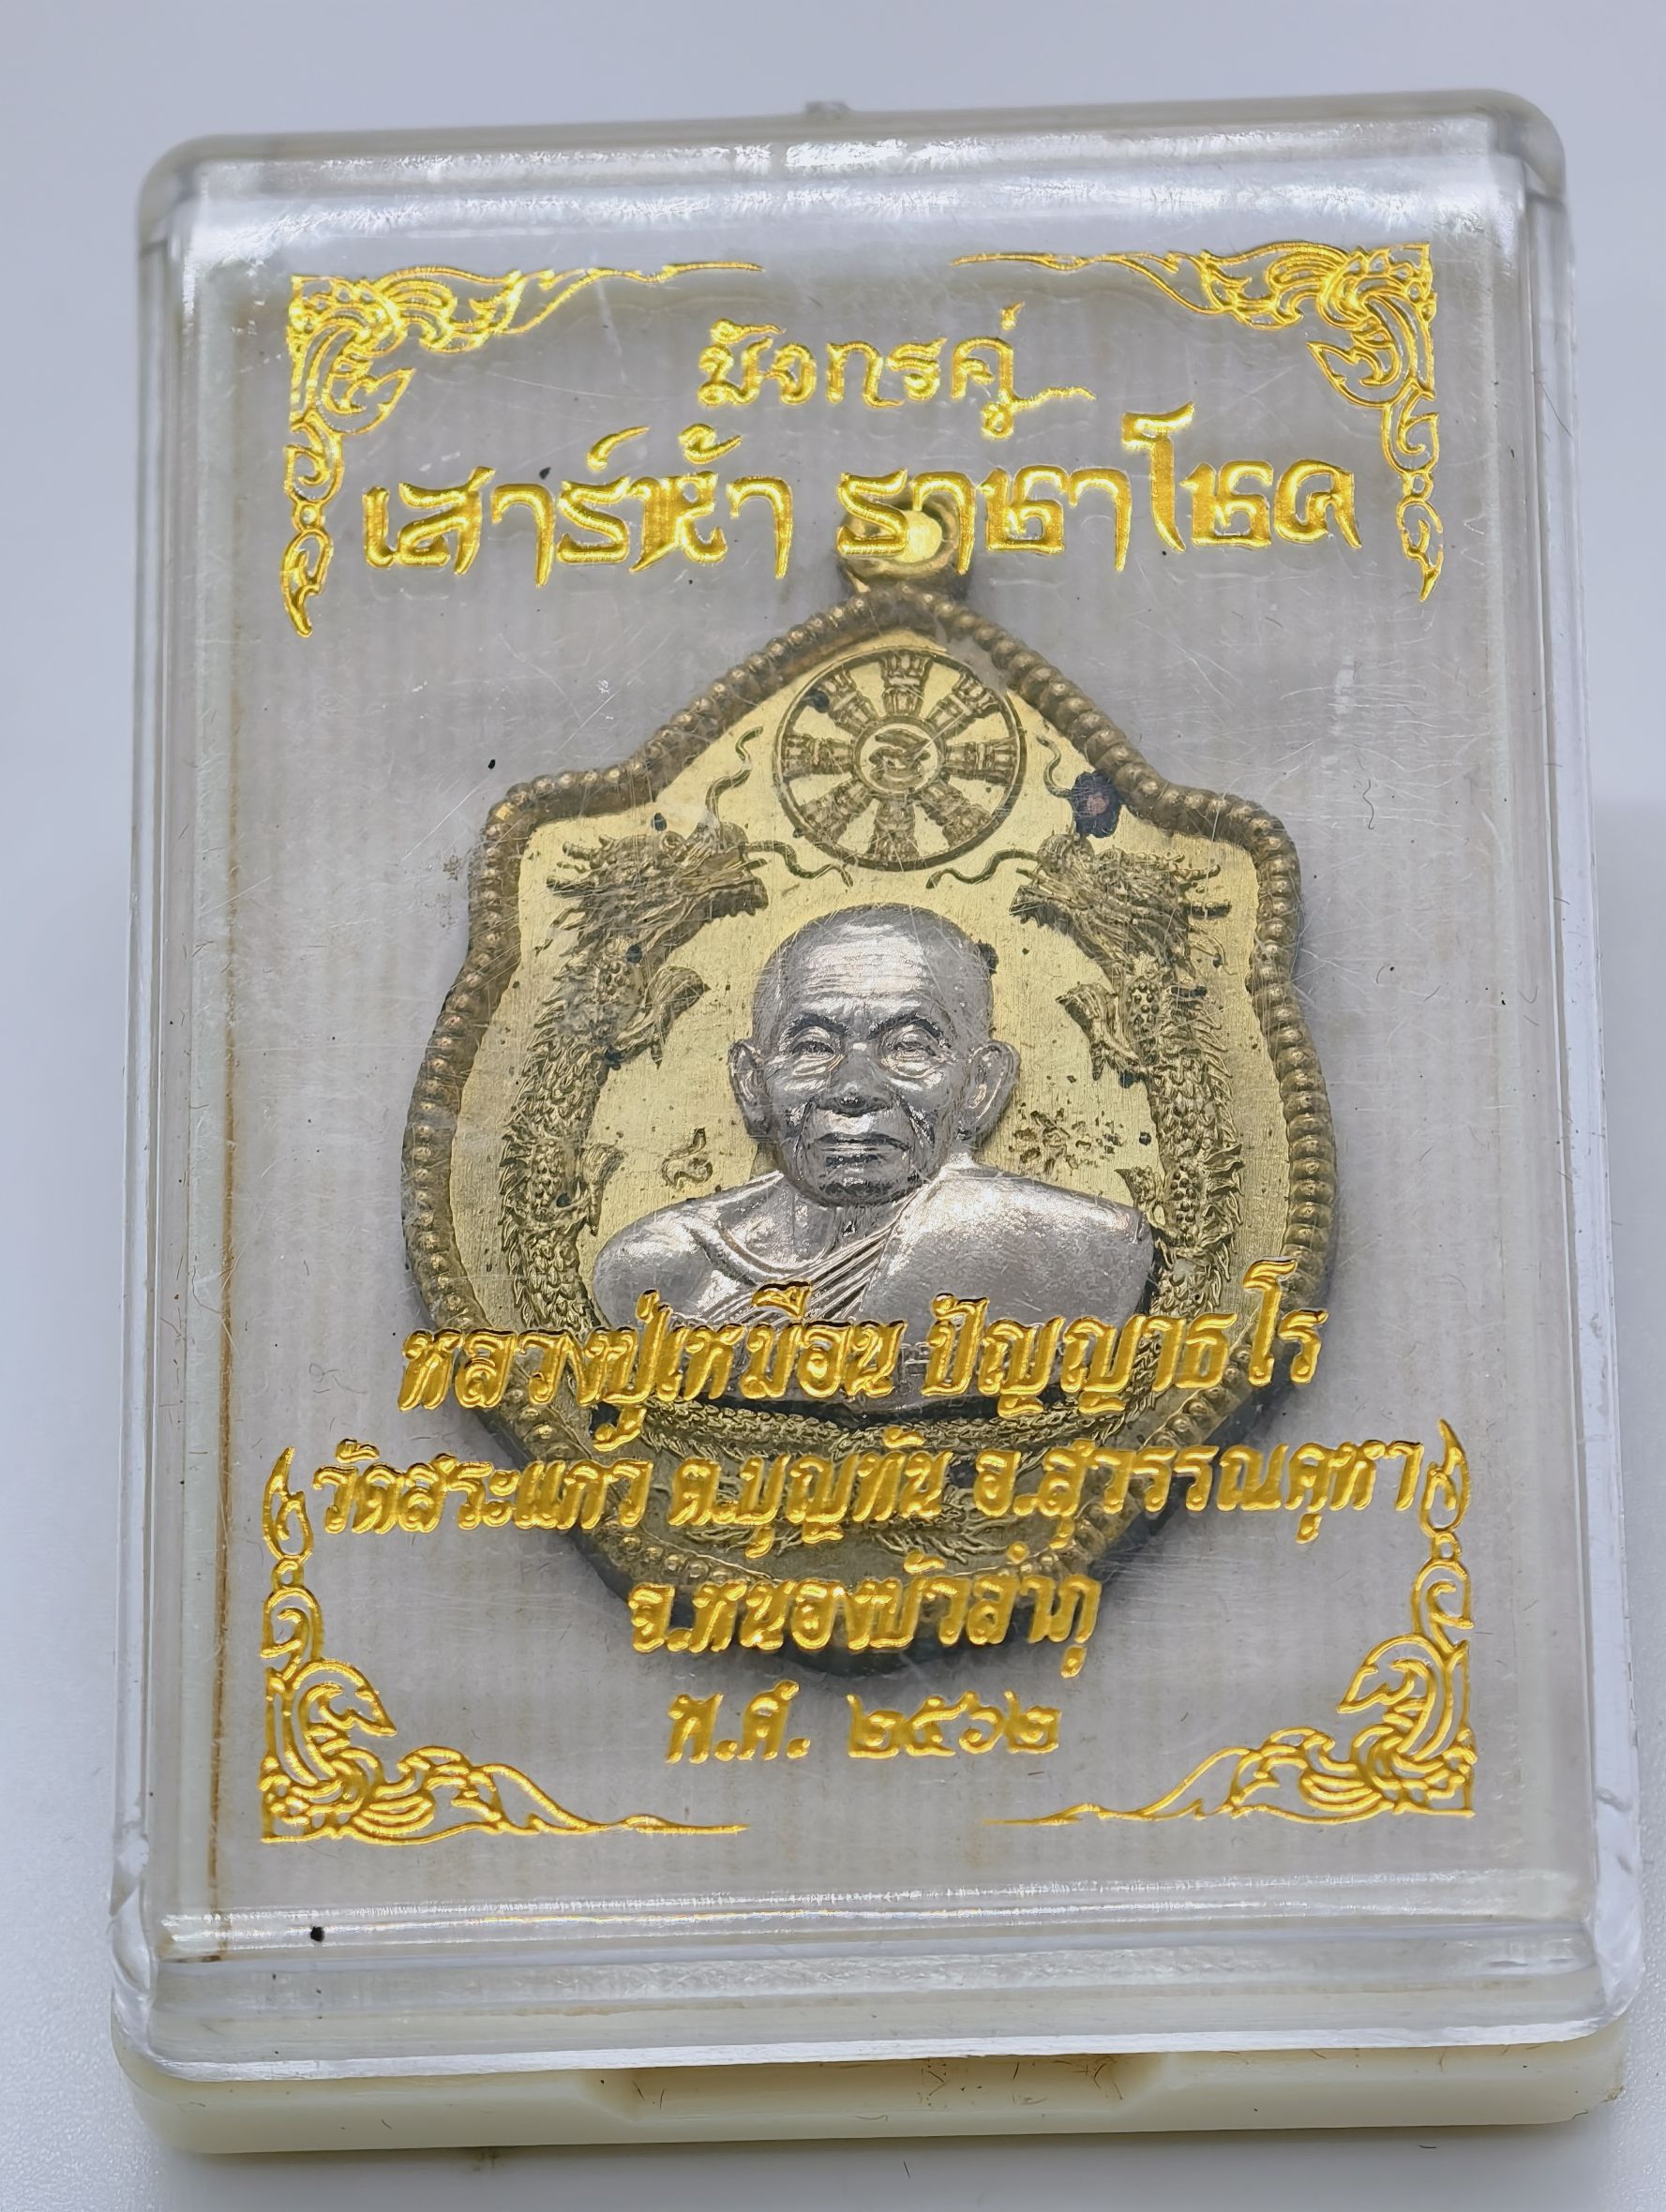 มังกรคู่
เสาร์ห้า ราชาโชค
หลวงปู่เหมือน ปัญญาธโร
วัดสระแก้ว ต.บุญทัน อ.สุวรรณคูหา
จ.หนองบัวลำภู
พ.ศ. ๒๕๖๒